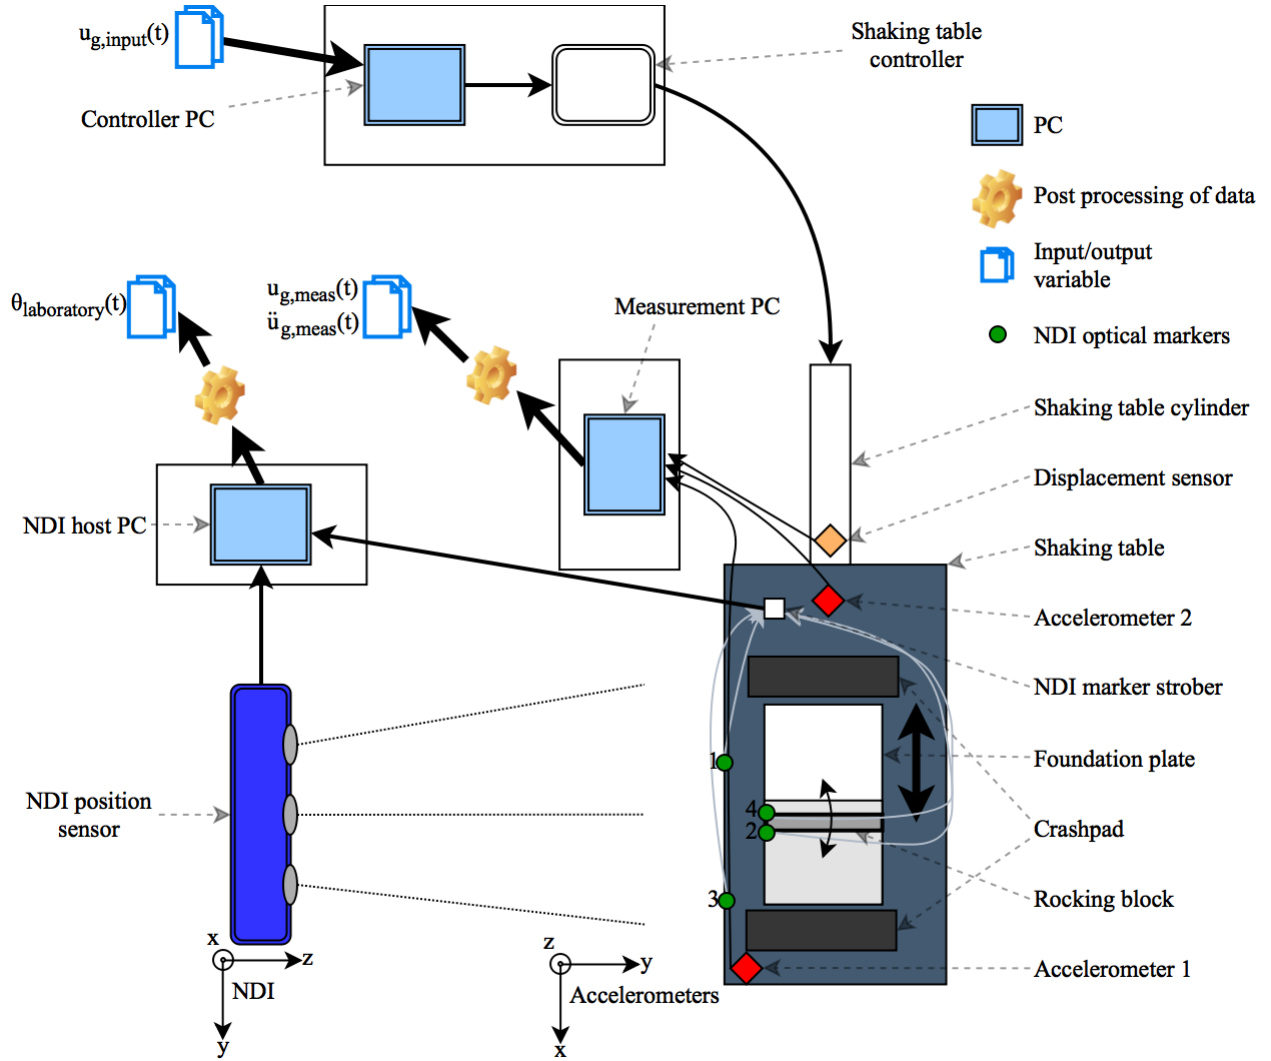 u_g,input(t)
Controller PC
Shaking table
controller
PC
Post processing of data
Input/output
variable
NDI optical markers
θ_laboratory(t)
u_g,meas(t)
ü_g,meas(t)
Measurement PC
Shaking table cylinder
Displacement sensor
NDI host PC
Shaking table
Accelerometer 2
NDI marker strober
1
Foundation plate
NDI position
sensor
4
2
Crashpad
3
Rocking block
x
z
NDI
y
z
y
Accelerometers
x
Accelerometer 1